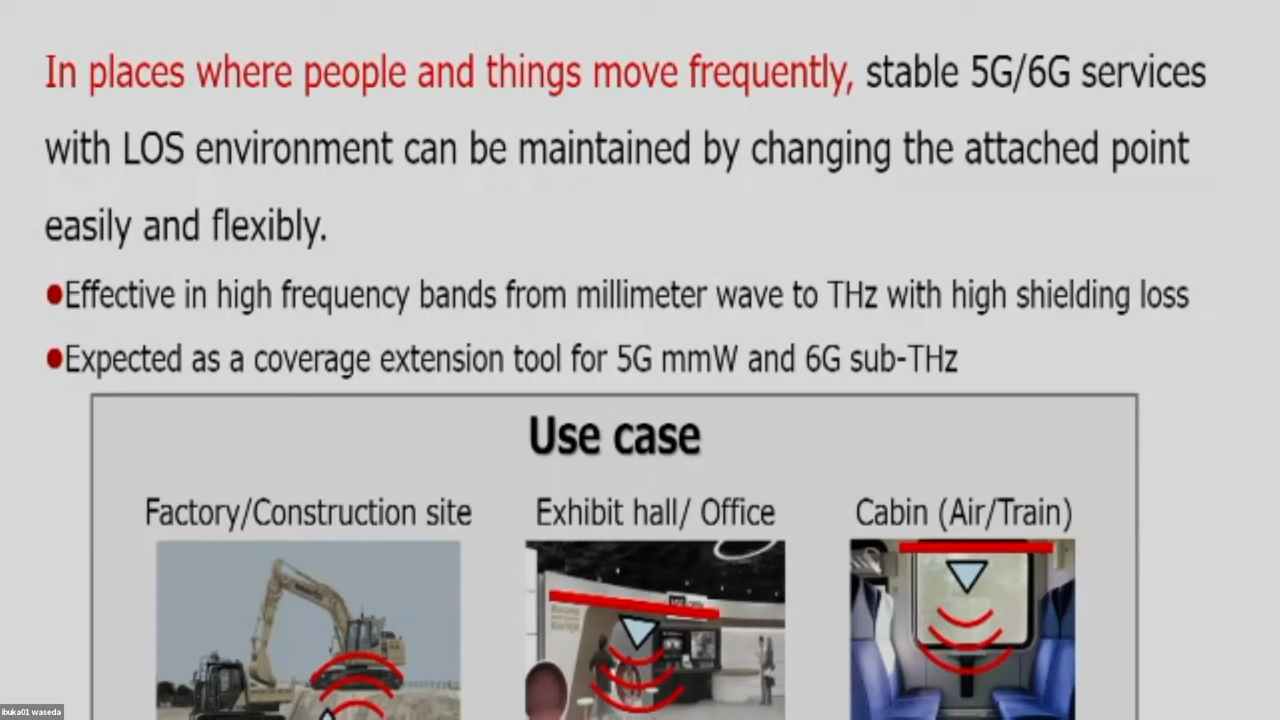 In places where people and things move frequently, stable 5G/6G services
with LOS environment can be maintained by changing the attached point
easily and flexibly.
●Effective in high frequency bands from millimeter wave to THz with high shielding loss
●Expected as a coverage extension tool for 5G mmW and 6G sub-THz
Use case
Factory/Construction site
Exhibit hall/ Office
Cabin (Air/Train)
ibuka01 waseda